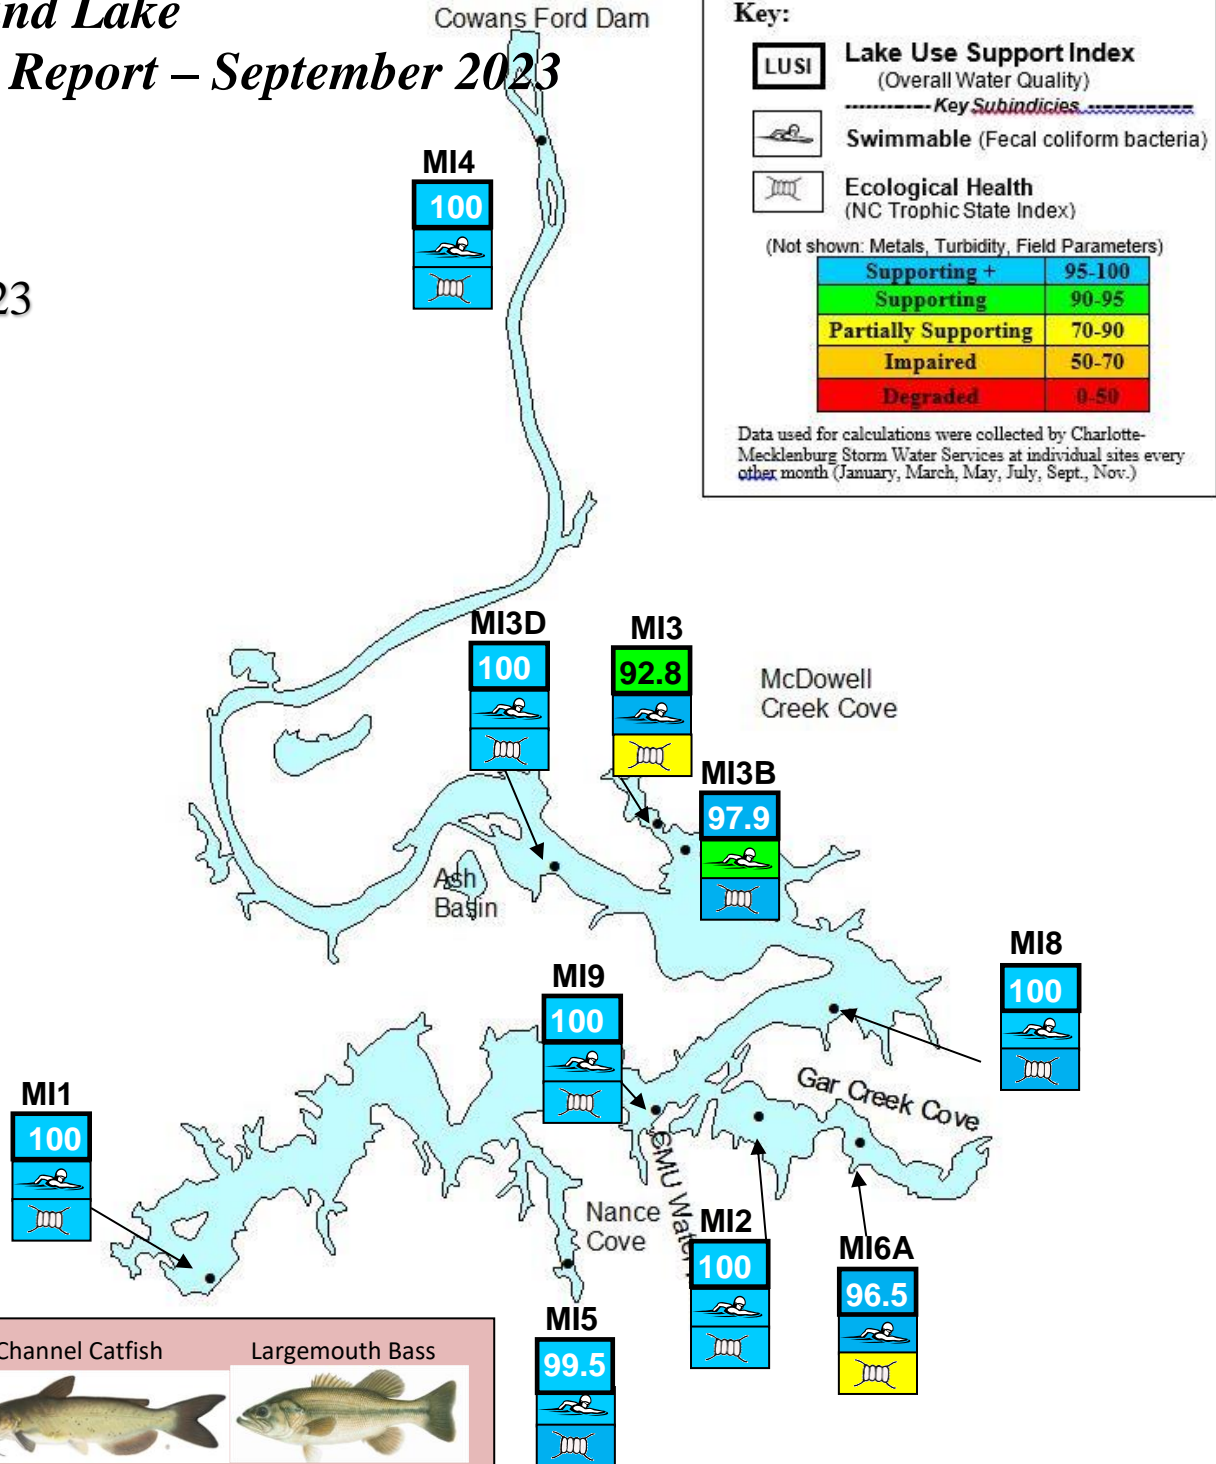 Cowans Ford Dam
nd Lake
Report – September 2023
23
Key:
LUSI
Lake Use Support Index
(Overall Water Quality)
Key Subindicies
Swimmable (Fecal coliform bacteria)
Ecological Health
(NC Trophic State Index)
(Not shown: Metals, Turbidity, Field Parameters)
Supporting + 95-100
Supporting 90-95
Partially Supporting 70-90
Impaired 50-70
Degraded 0-50
Data used for calculations were collected by Charlotte-
Mecklenburg Storm Water Services at individual sites every
other month (January, March, May, July, Sept., Nov.)
MI4
100
MI3D
100
MI3
92.8
McDowell
Creek Cove
MI3B
97.9
Ash
Basin
MI8
100
MI9
100
Gar Creek Cove
MI1
100
CMU Water
Nance
Cove
MI2
100
MI6A
96.5
MI5
99.5
Channel Catfish
Largemouth Bass